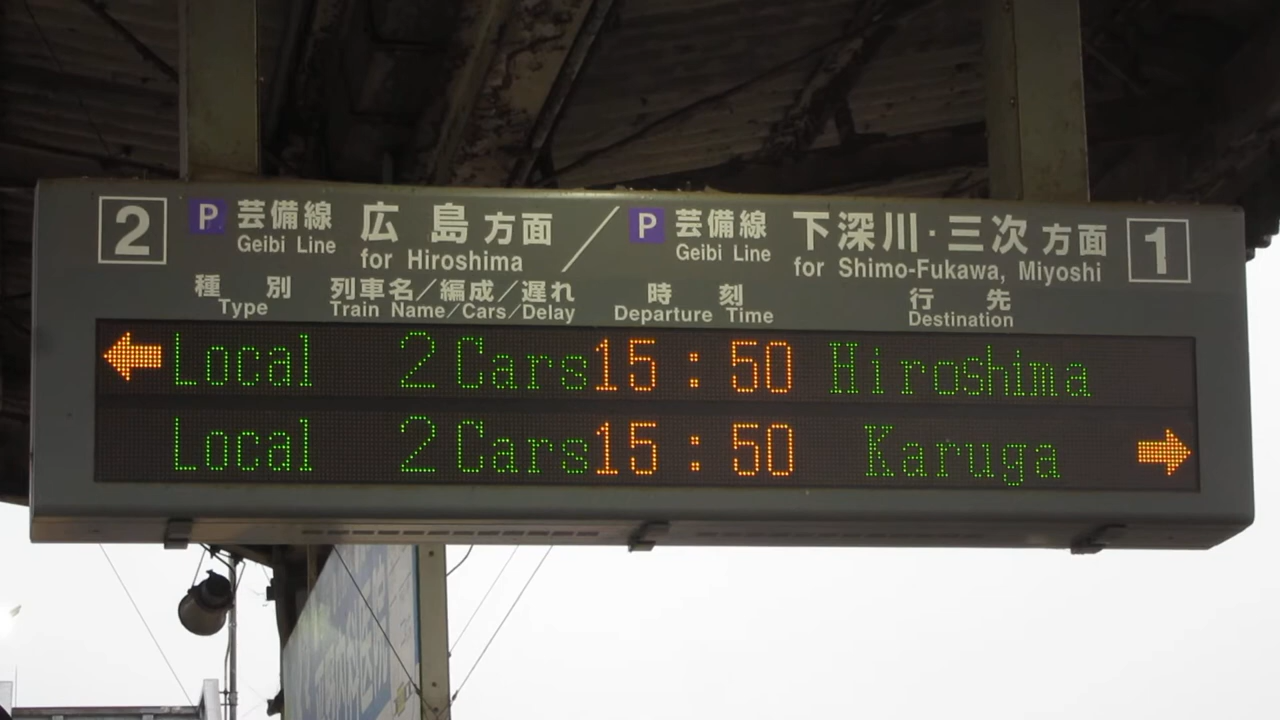 2 P 芸備線 広島方面 / P 芸備線 下深川・三次方面 1
Geibi Line for Hiroshima Geibi Line for Shimo-Fukawa, Miyoshi
種別 列車名/編成/遅れ 時刻 行先
Type Train Name/Cars/Delay Departure Time Destination
← Local 2 Cars 15:50 Hiroshima
Local 2 Cars 15:50 Karuga →